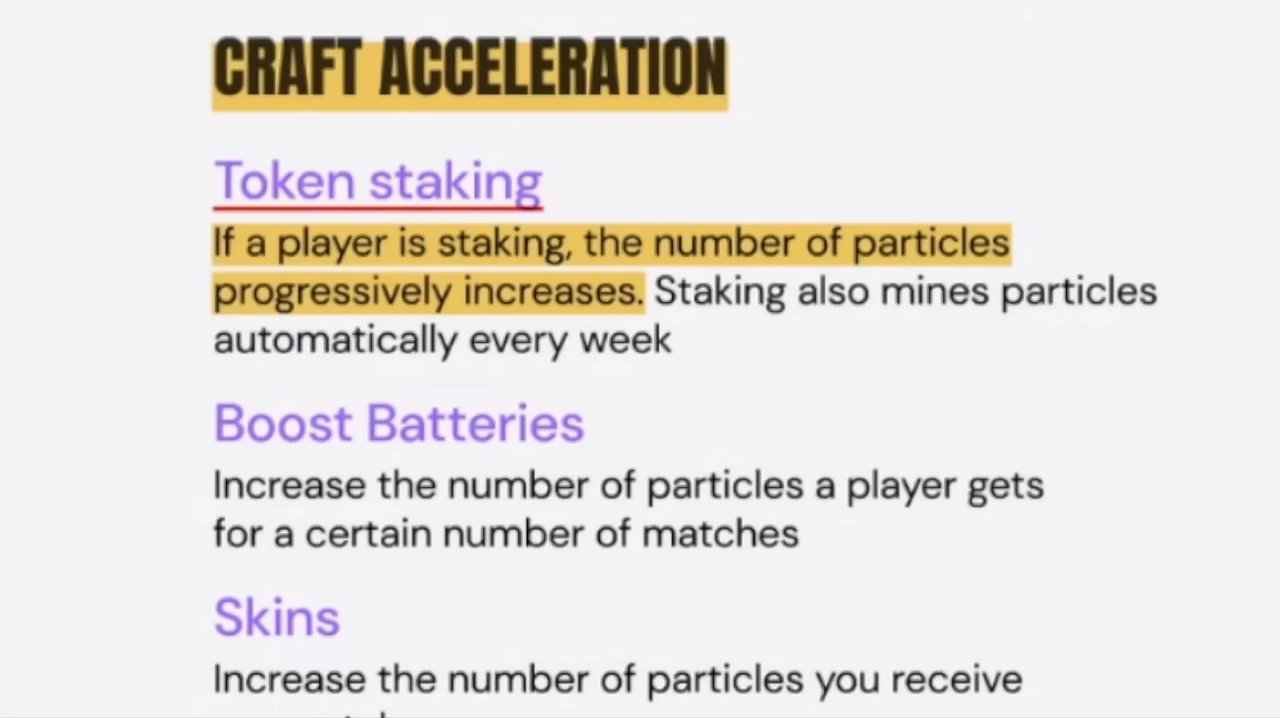 CRAFT ACCELERATION
Token staking
If a player is staking, the number of particles
progressively increases. Staking also mines particles
automatically every week
Boost Batteries
Increase the number of particles a player gets
for a certain number of matches
Skins
Increase the number of particles you receive